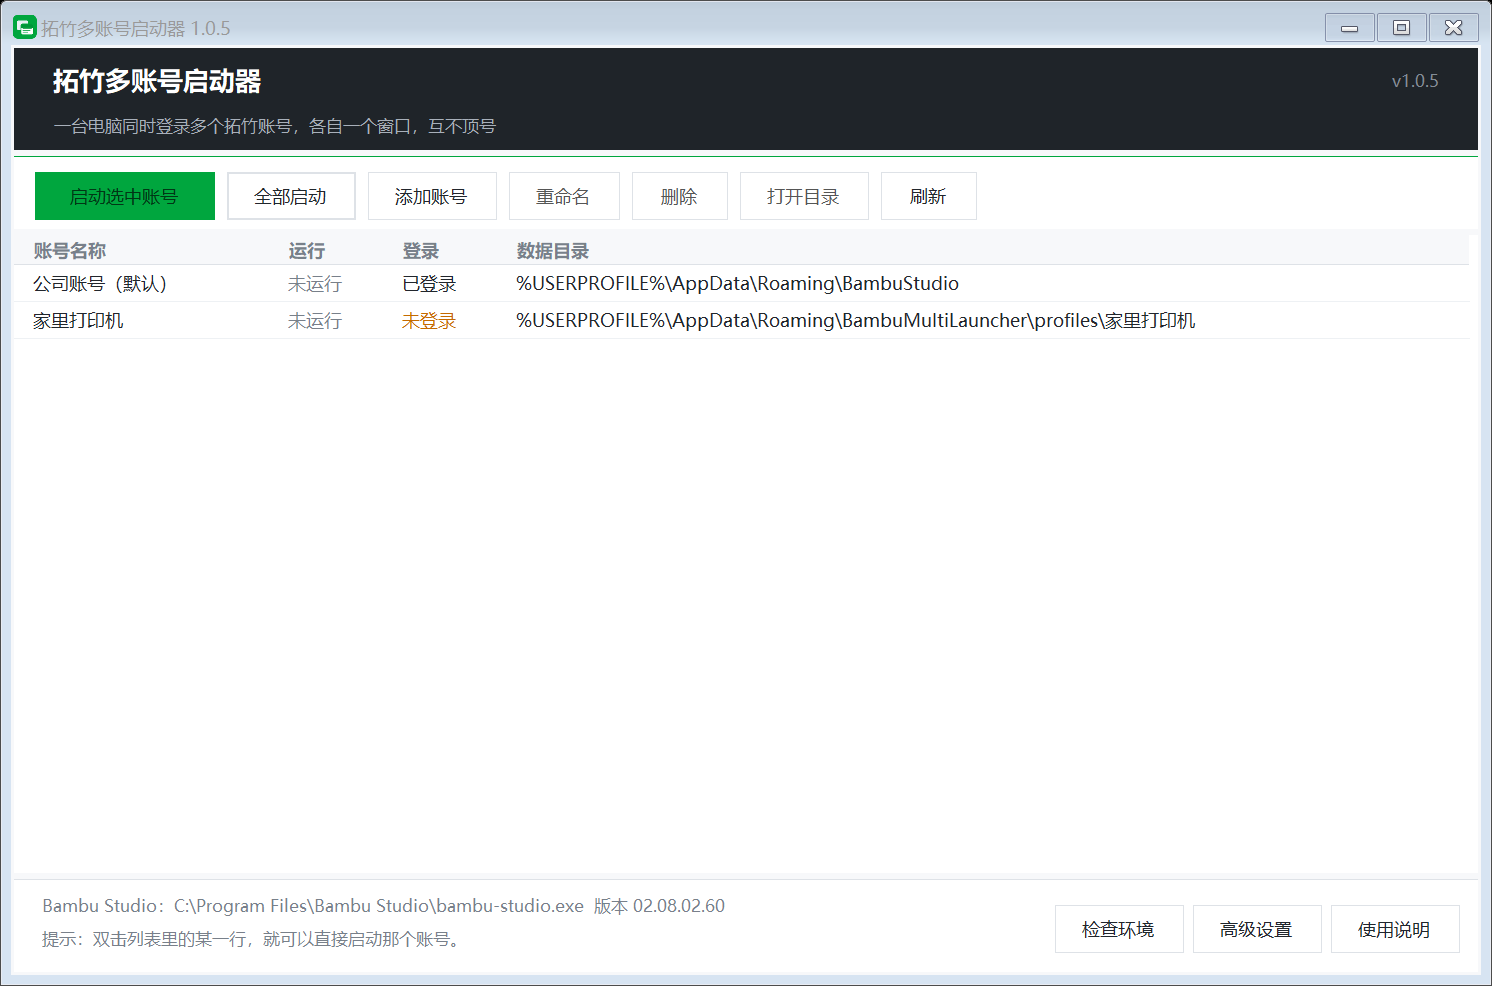 拓竹多账号启动器 1.0.5
拓竹多账号启动器
v1.0.5
一台电脑同时登录多个拓竹账号，各自一个窗口，互不顶号
启动选中账号 全部启动 添加账号 重命名 删除 打开目录 刷新
账号名称 运行 登录 数据目录
公司账号（默认） 未运行 已登录 %USERPROFILE%\AppData\Roaming\BambuStudio
家里打印机 未运行 未登录 %USERPROFILE%\AppData\Roaming\BambuMultiLauncher\profiles\家里打印机
Bambu Studio：C:\Program Files\Bambu Studio\bambu-studio.exe 版本 02.08.02.60
提示：双击列表里的某一行，就可以直接启动那个账号。
检查环境 高级设置 使用说明